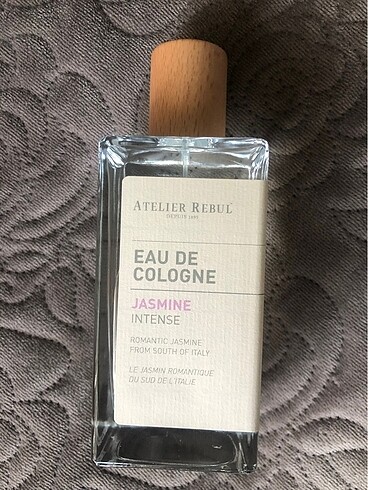 ATELIER REBUL
DEPUIS 1895
EAU DE
COLOGNE
JASMINE
INTENSE
ROMANTIC JASMINE
FROM SOUTH OF ITALY
LE JASMIN ROMANTIQUE
DU SUD DE L'ITALIE